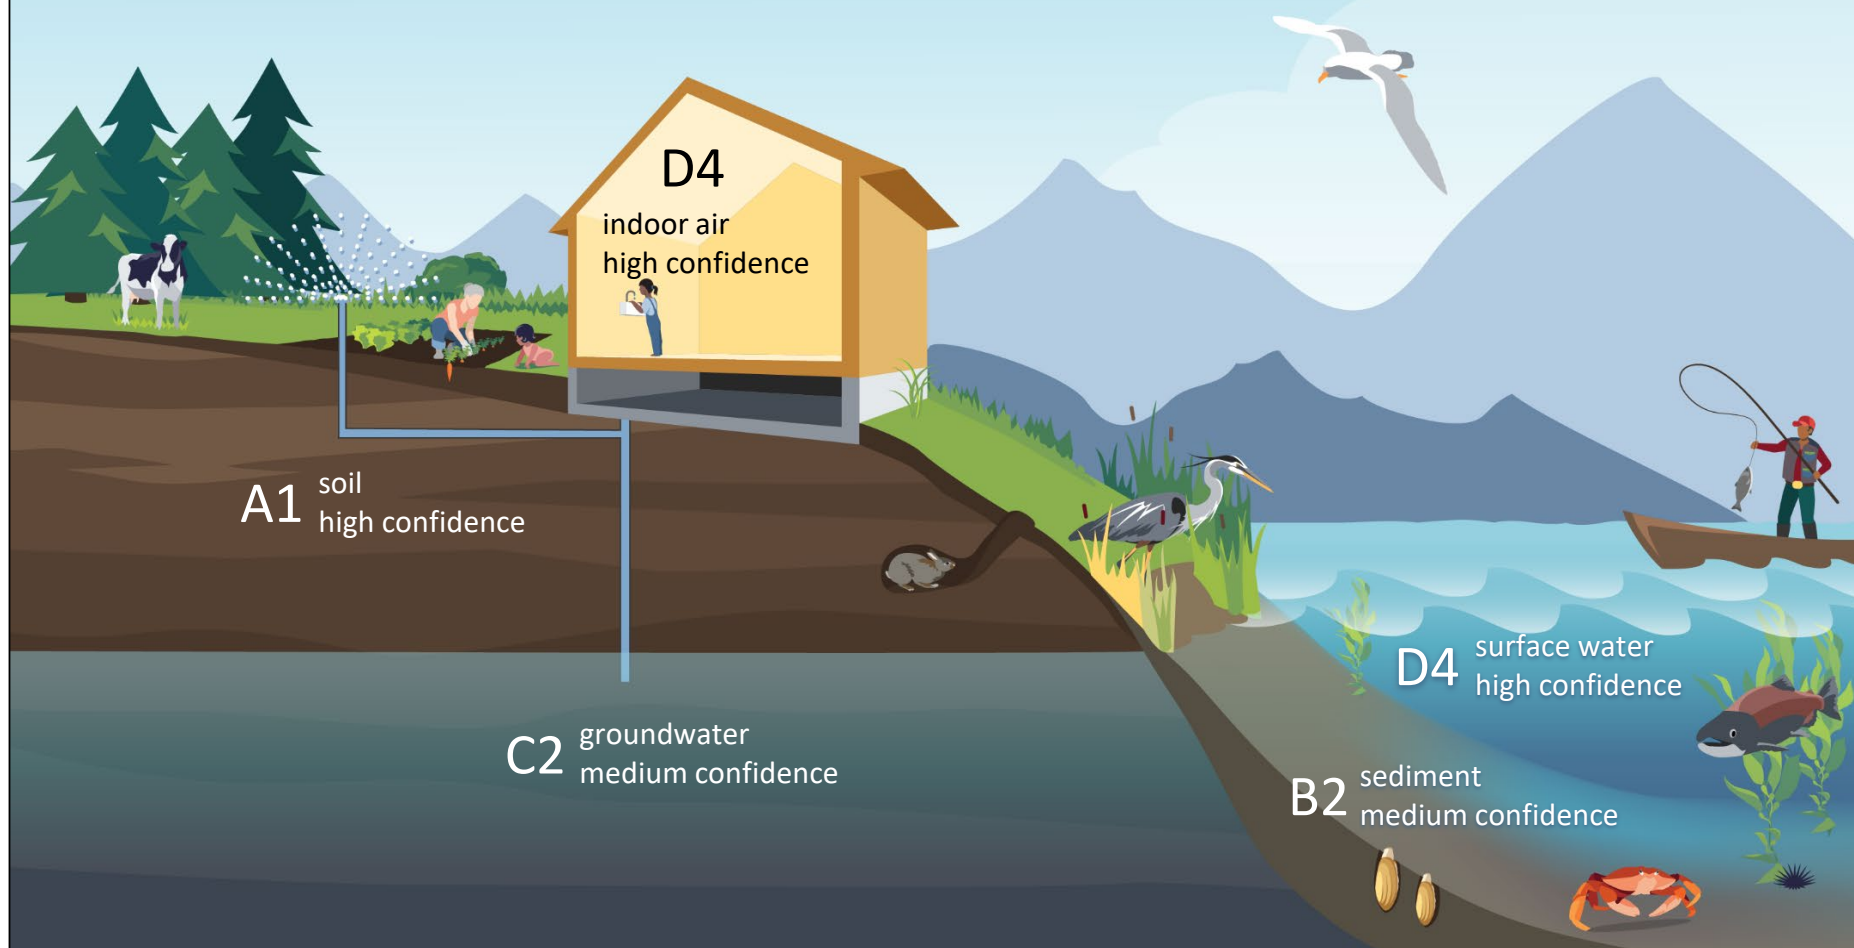 D4
indoor air
high confidence
A1
soil
high confidence
D4
surface water
high confidence
C2
groundwater
medium confidence
B2
sediment
medium confidence